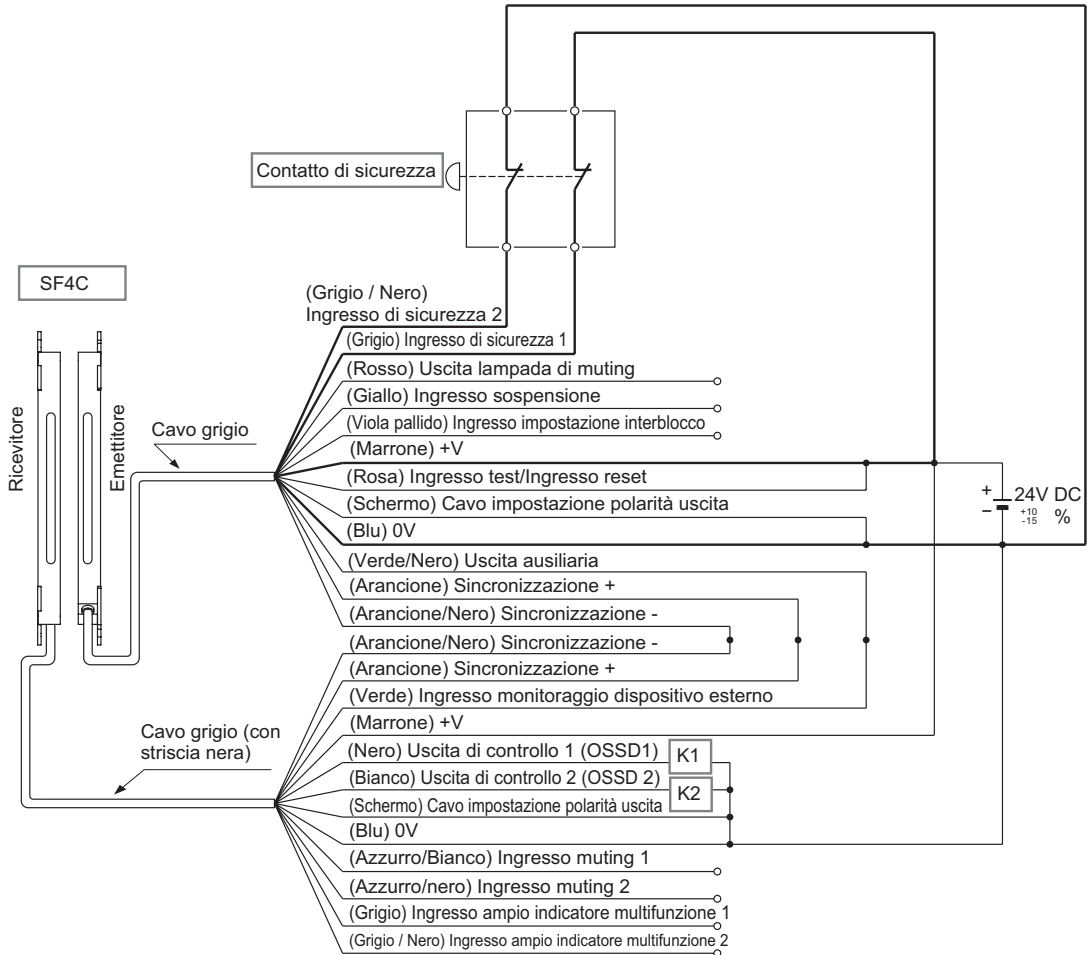 Contatto di sicurezza
SF4C
(Grigio / Nero)
Ingresso di sicurezza 2
(Grigio) Ingresso di sicurezza 1
(Rosso) Uscita lampada di muting
(Giallo) Ingresso sospensione
(Viola pallido) Ingresso impostazione interblocco
(Marrone) +V
(Rosa) Ingresso test/Ingresso reset
(Schermo) Cavo impostazione polarità uscita
(Blu) 0V
(Verde/Nero) Uscita ausiliaria
(Arancione) Sincronizzazione +
(Arancione/Nero) Sincronizzazione -
Ricevitore
Emettitore
Cavo grigio
+
−
24V DC
+10
-15 %
(Arancione/Nero) Sincronizzazione -
(Arancione) Sincronizzazione +
(Verde) Ingresso monitoraggio dispositivo esterno
(Marrone) +V
(Nero) Uscita di controllo 1 (OSSD1)
K1
(Bianco) Uscita di controllo 2 (OSSD 2)
K2
(Schermo) Cavo impostazione polarità uscita
(Blu) 0V
(Azzurro/Bianco) Ingresso muting 1
(Azzurro/nero) Ingresso muting 2
(Grigio) Ingresso ampio indicatore multifunzione 1
(Grigio / Nero) Ingresso ampio indicatore multifunzione 2
Cavo grigio (con
striscia nera)